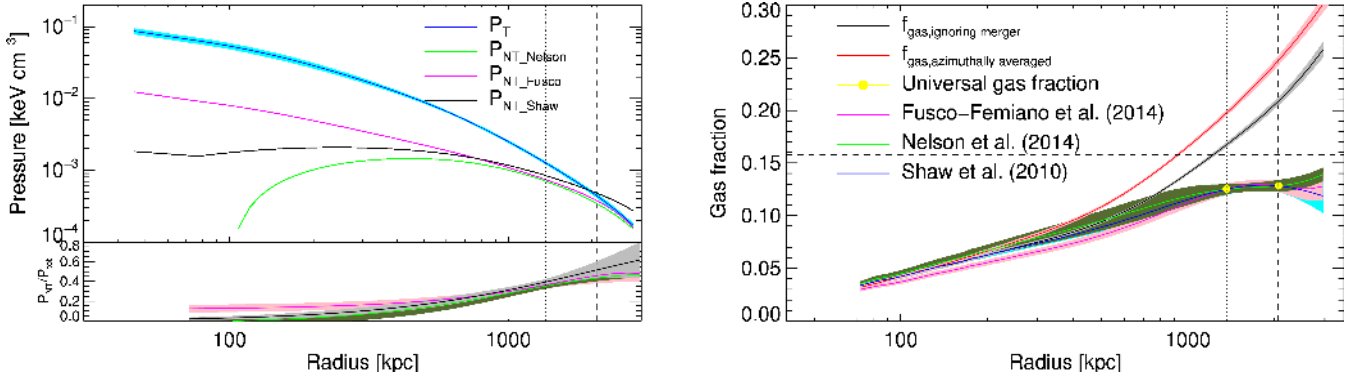 Pressure [keV cm⁻³]
10⁻¹
10⁻²
10⁻³
10⁻⁴
P_T
P_NT_Nelson
P_NT_Fusco
P_NT_Shaw
P_NT/P_tot
0.8
0.6
0.4
0.2
0.0
100 1000
Radius [kpc]
Gas fraction
0.30
0.25
0.20
0.15
0.10
0.05
0.00
f_gas,ignoring merger
f_gas,azimuthally averaged
Universal gas fraction
Fusco-Femiano et al. (2014)
Nelson et al. (2014)
Shaw et al. (2010)
100 1000
Radius [kpc]